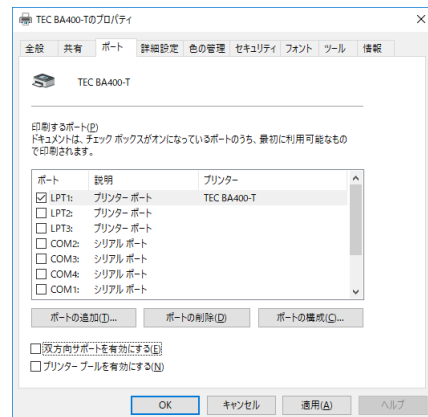 TEC BA400-Tのプロパティ
全般 共有 ポート 詳細設定 色の管理 セキュリティ フォント ツール 情報
TEC BA400-T
印刷するポート(P)
ドキュメントは、チェック ボックスがオンになっているポートのうち、最初に利用可能なもの
で印刷されます。
ポート 説明 プリンター
LPT1: プリンター ポート TEC BA400-T
LPT2: プリンター ポート
LPT3: プリンター ポート
COM2: シリアル ポート
COM3: シリアル ポート
COM4: シリアル ポート
COM1: シリアル ポート
ポートの追加(T)... ポートの削除(D) ポートの構成(C)...
双方向サポートを有効にする(E)
プリンター プールを有効にする(N)
OK キャンセル 適用(A) ヘルプ